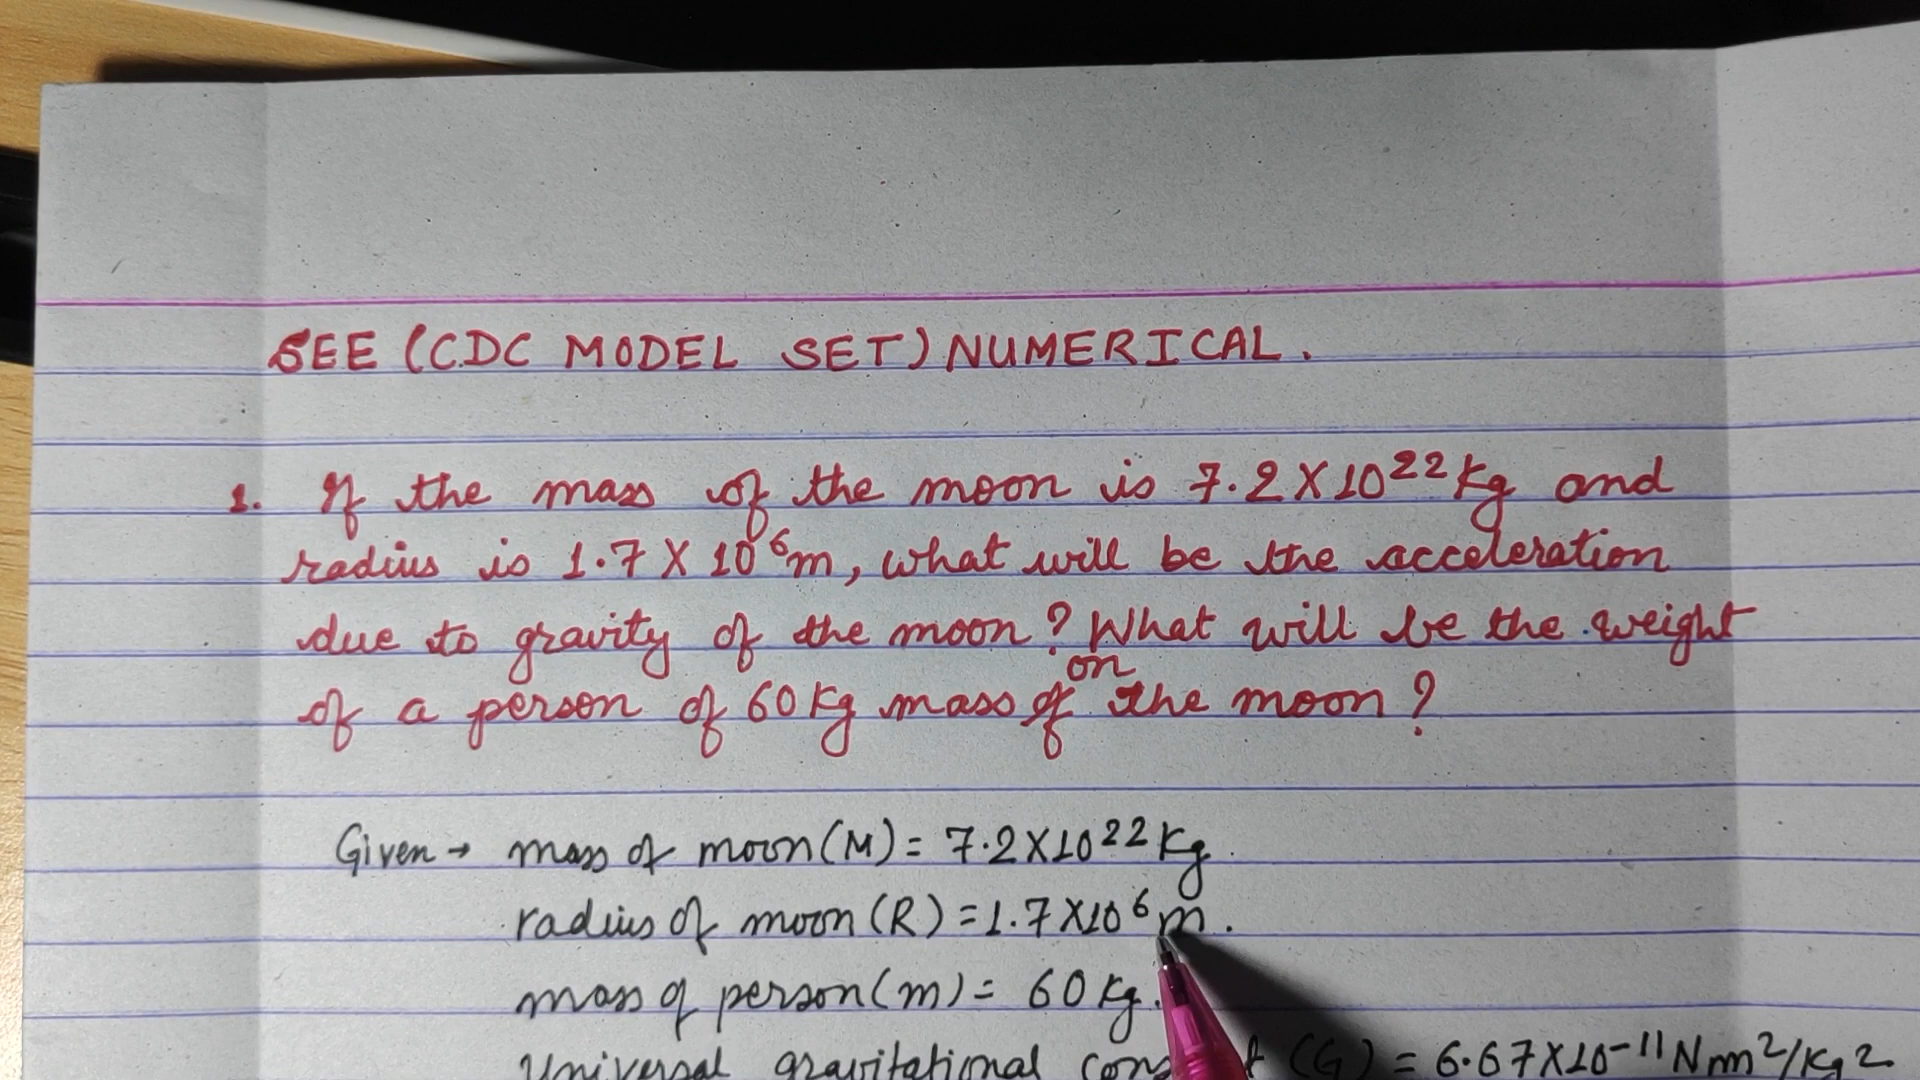 SEE (CDC MODEL SET) NUMERICAL.
1. If the mass of the moon is 7.2 X 10²² Kg and
radius is 1.7 X 10⁶ m, what will be the acceleration
due to gravity of the moon? What will be the weight
on
of a person of 60 Kg mass of the moon?
Given → mass of moon (M) = 7.2 X 10²² Kg.
radius of moon (R) = 1.7 X 10⁶ m.
mass of person (m) = 60 Kg.
Universal gravitational (G) = 6.67 X 10⁻¹¹ Nm²/Kg²